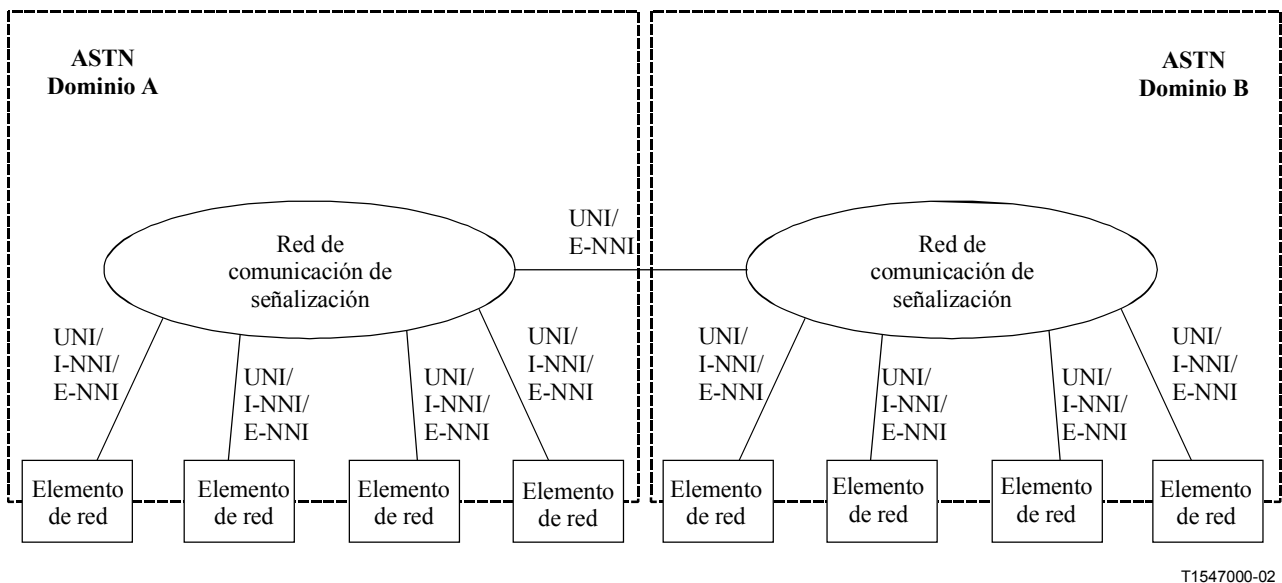 ASTN
Dominio A
ASTN
Dominio B
UNI/
E-NNI
Red de
comunicación de
señalización
Red de
comunicación de
señalización
UNI/
I-NNI/
E-NNI
UNI/
I-NNI/
E-NNI
UNI/
I-NNI/
E-NNI
UNI/
I-NNI/
E-NNI
UNI/
I-NNI/
E-NNI
UNI/
I-NNI/
E-NNI
UNI/
I-NNI/
E-NNI
UNI/
I-NNI/
E-NNI
Elemento
de red
Elemento
de red
Elemento
de red
Elemento
de red
Elemento
de red
Elemento
de red
Elemento
de red
Elemento
de red
T1547000-02